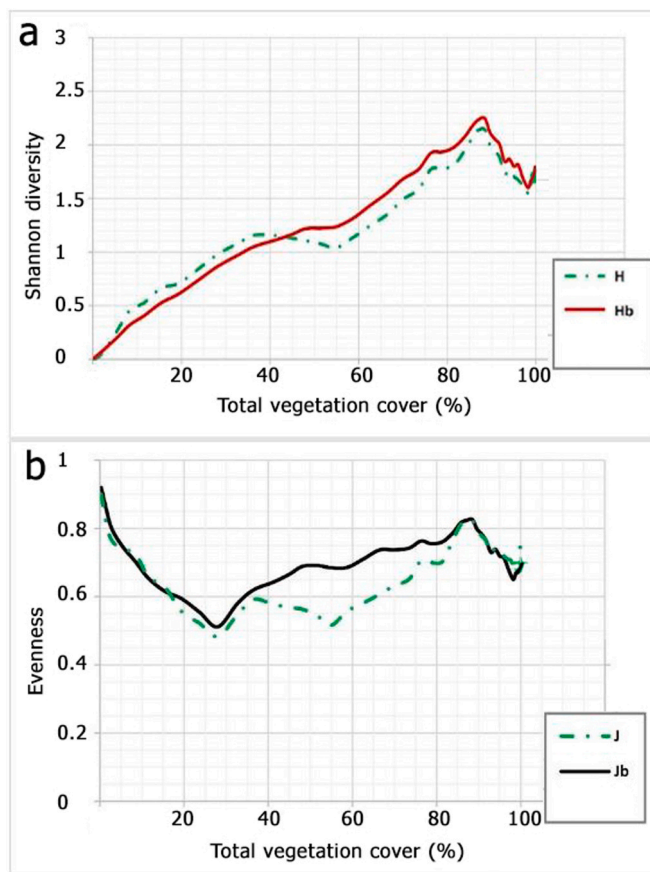 a
3
2.5
2
1.5
1
0.5
0
Shannon diversity
20 40 60 80 100
Total vegetation cover (%)
H
Hb
b
1
0.8
0.6
0.4
0.2
0
Evenness
20 40 60 80 100
Total vegetation cover (%)
J
Jb